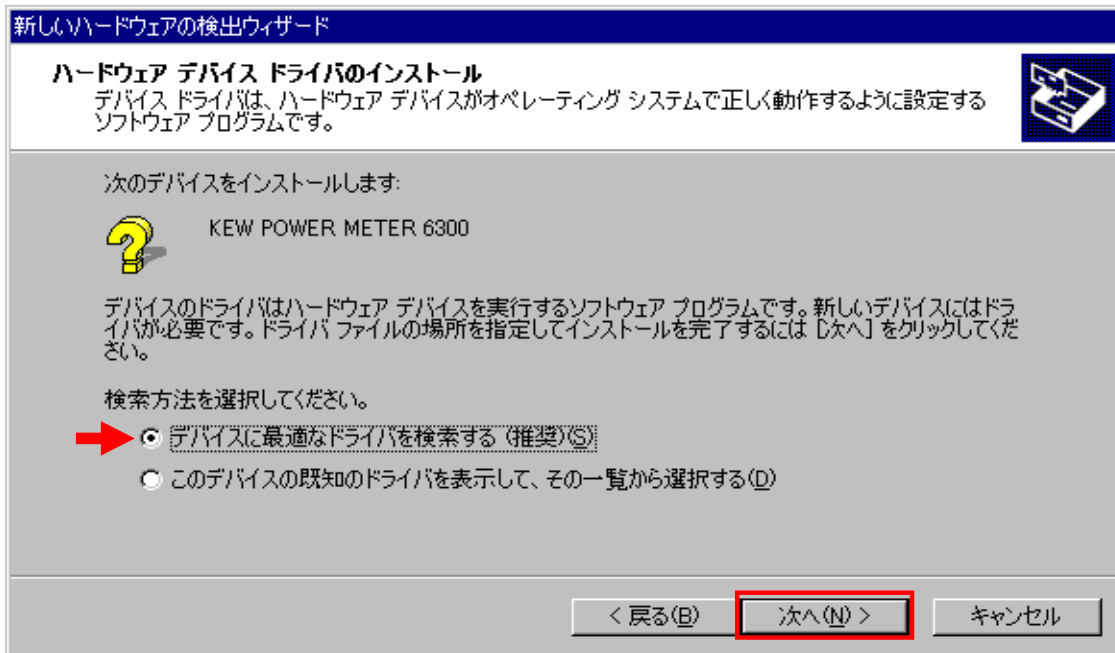 新しいハードウェアの検出ウィザード
ハードウェア デバイス ドライバのインストール
デバイス ドライバは、ハードウェア デバイスがオペレーティング システムで正しく動作するように設定する
ソフトウェア プログラムです。
次のデバイスをインストールします:
KEW POWER METER 6300
デバイスのドライバはハードウェア デバイスを実行するソフトウェア プログラムです。新しいデバイスにはドラ
イバが必要です。ドライバ ファイルの場所を指定してインストールを完了するには [次へ] をクリックしてくだ
さい。
検索方法を選択してください。
デバイスに最適なドライバを検索する (推奨)(S)
このデバイスの既知のドライバを表示して、その一覧から選択する(D)
< 戻る(B) 次へ(N) > キャンセル